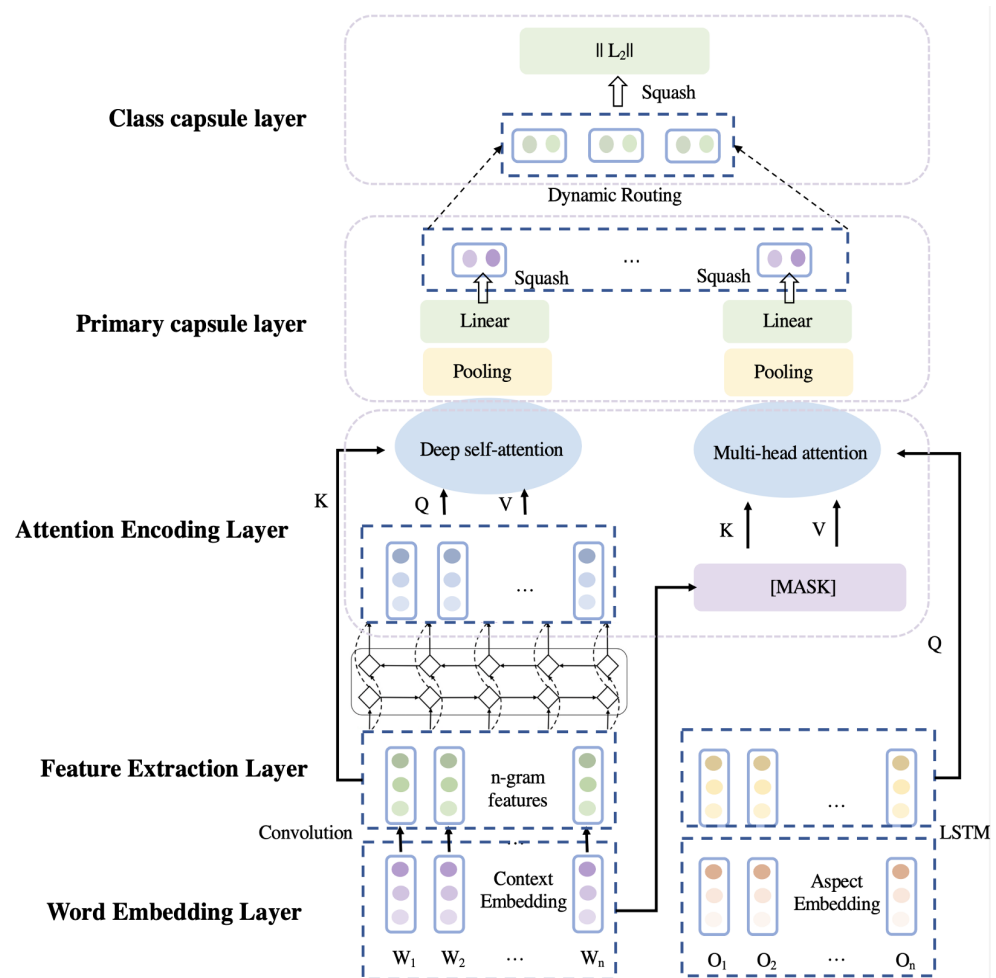 || L₂||
Squash
Class capsule layer
Dynamic Routing
...
Squash
Squash
Primary capsule layer
Linear
Linear
Pooling
Pooling
Deep self-attention
Multi-head attention
K
Q
V
K
V
Attention Encoding Layer
...
[MASK]
Q
Feature Extraction Layer
n-gram
features
...
Convolution
...
LSTM
Word Embedding Layer
Context
Embedding
Aspect
Embedding
W₁
W₂
...
Wₙ
O₁
O₂
...
Oₙ